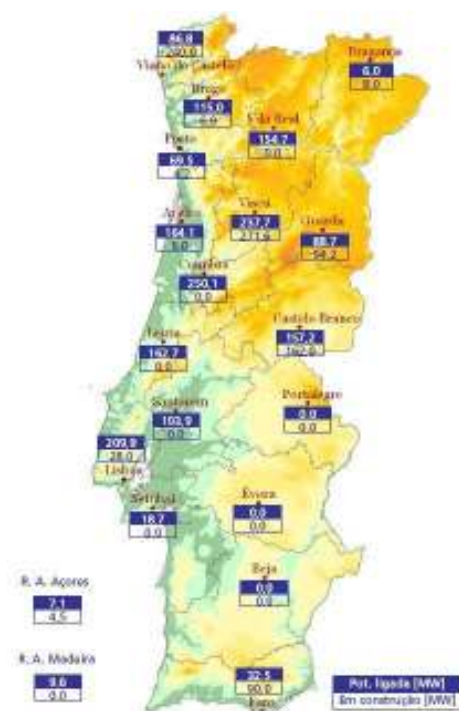 86.8
+240.0
Viana do Castelo
Bragança
6.0
0.0
Braga
115.0
Vila Real
154.7
0.0
Porto
69.5
Aveiro
164.1
Viseu
237.7
271.6
Guarda
88.7
Coimbra
250.1
0.0
Castelo Branco
157,2
162.0
Leiria
162.7
0.0
Santarém
103,9
0.0
Portalegre
0.0
0.0
209,9
28.0
Lisboa
Setúbal
18.7
0.0
Évora
0.0
0.0
Beja
0.0
0.0
R. A. Açores
7.1
4.5
R.A. Madeira
0.0
32.5
90.0
Faro
Pot. ligada [MW]
Em construção [MW]